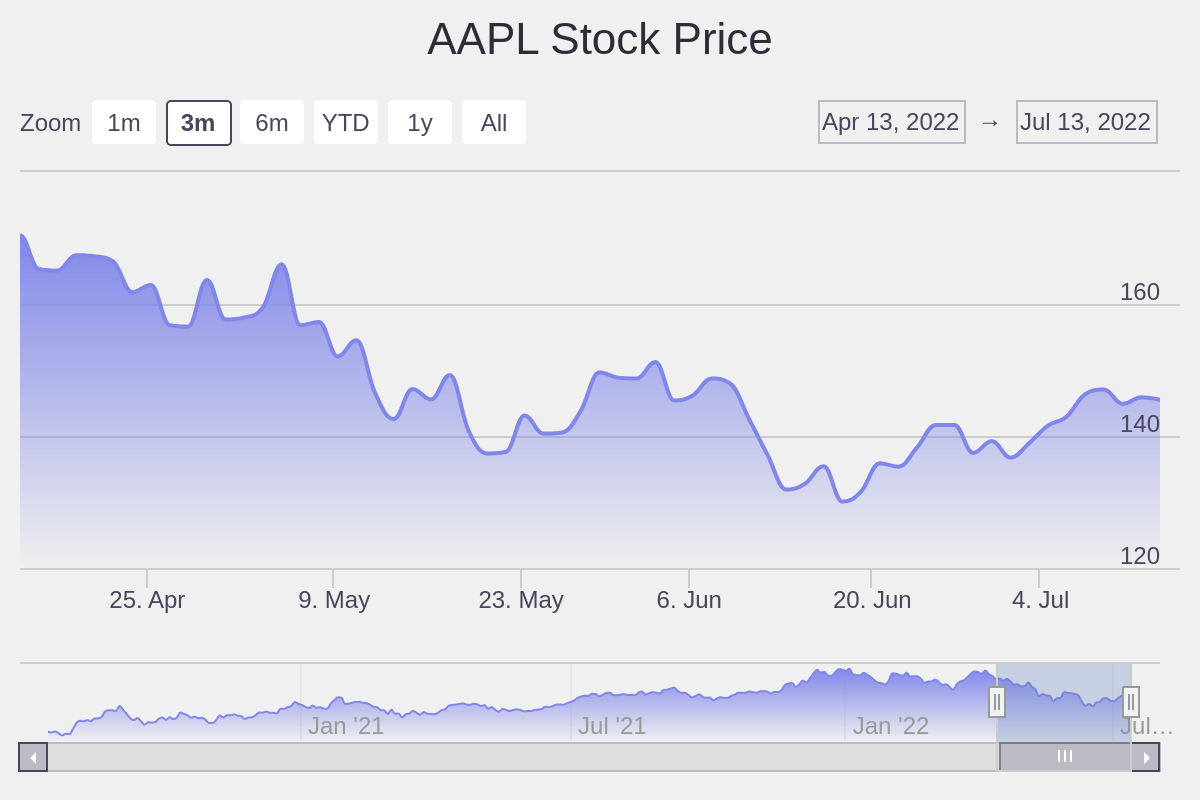 AAPL Stock Price
Zoom 1m 3m 6m YTD 1y All Apr 13, 2022 → Jul 13, 2022
160
140
120
25. Apr 9. May 23. May 6. Jun 20. Jun 4. Jul
Jan '21 Jul '21 Jan '22 Jul…